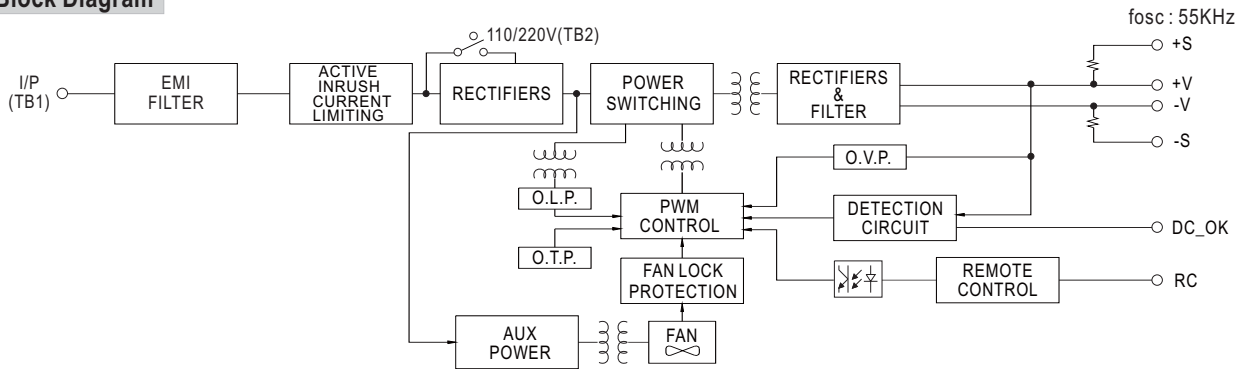 Block Diagram
fosc : 55KHz
I/P
(TB1)
EMI
FILTER
ACTIVE
INRUSH
CURRENT
LIMITING
110/220V(TB2)
RECTIFIERS
POWER
SWITCHING
RECTIFIERS
&
FILTER
+S
+V
-V
-S
O.V.P.
O.L.P.
O.T.P.
PWM
CONTROL
DETECTION
CIRCUIT
DC_OK
FAN LOCK
PROTECTION
REMOTE
CONTROL
RC
AUX
POWER
FAN